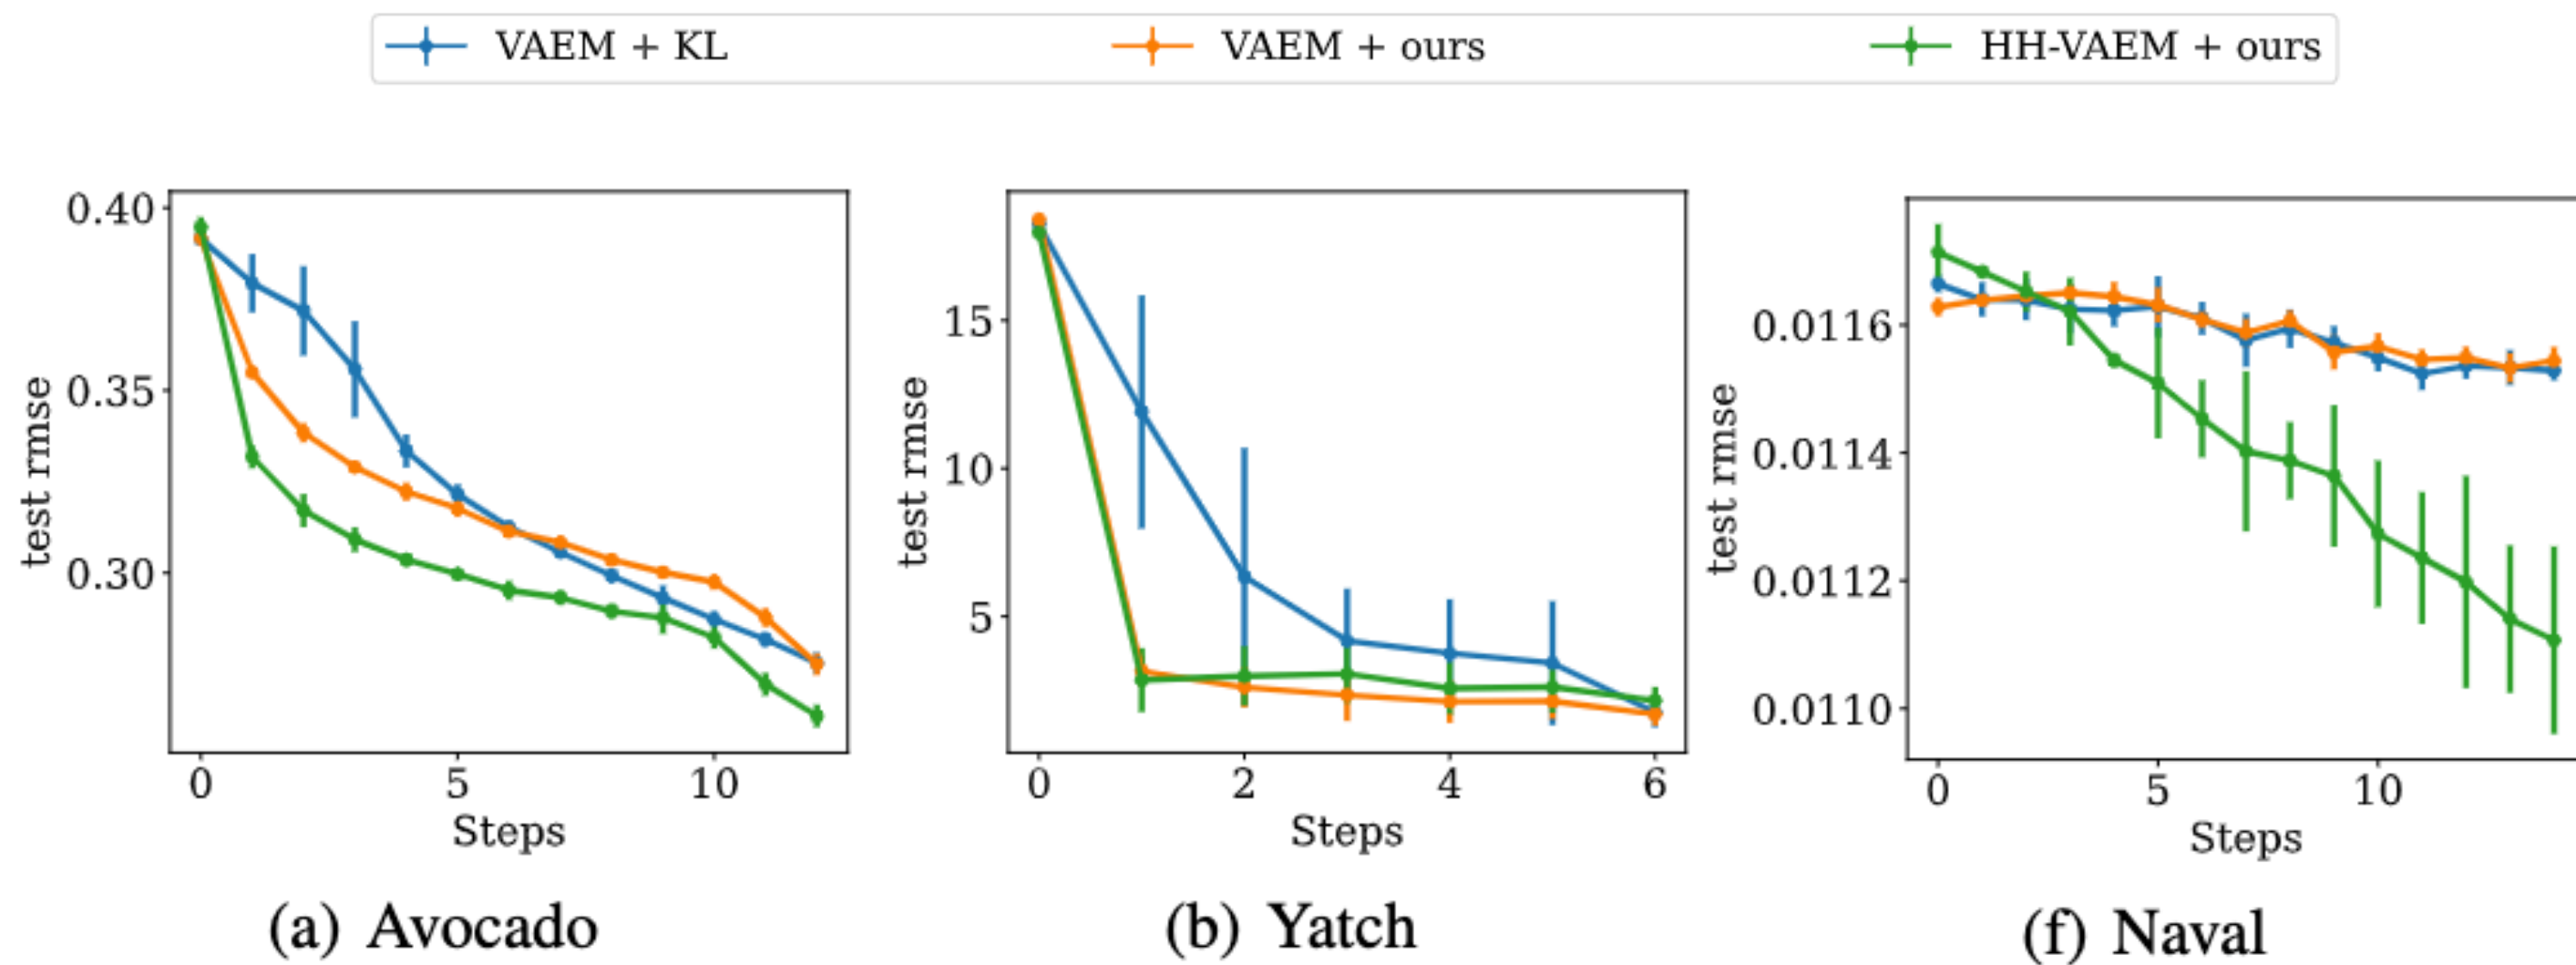 VAEM + KL VAEM + ours HH-VAEM + ours
0.40
0.35
0.30
test rmse
0 5 10
Steps
(a) Avocado
15
10
5
test rmse
0 2 4 6
Steps
(b) Yatch
0.0116
0.0114
0.0112
0.0110
test rmse
0 5 10
Steps
(f) Naval